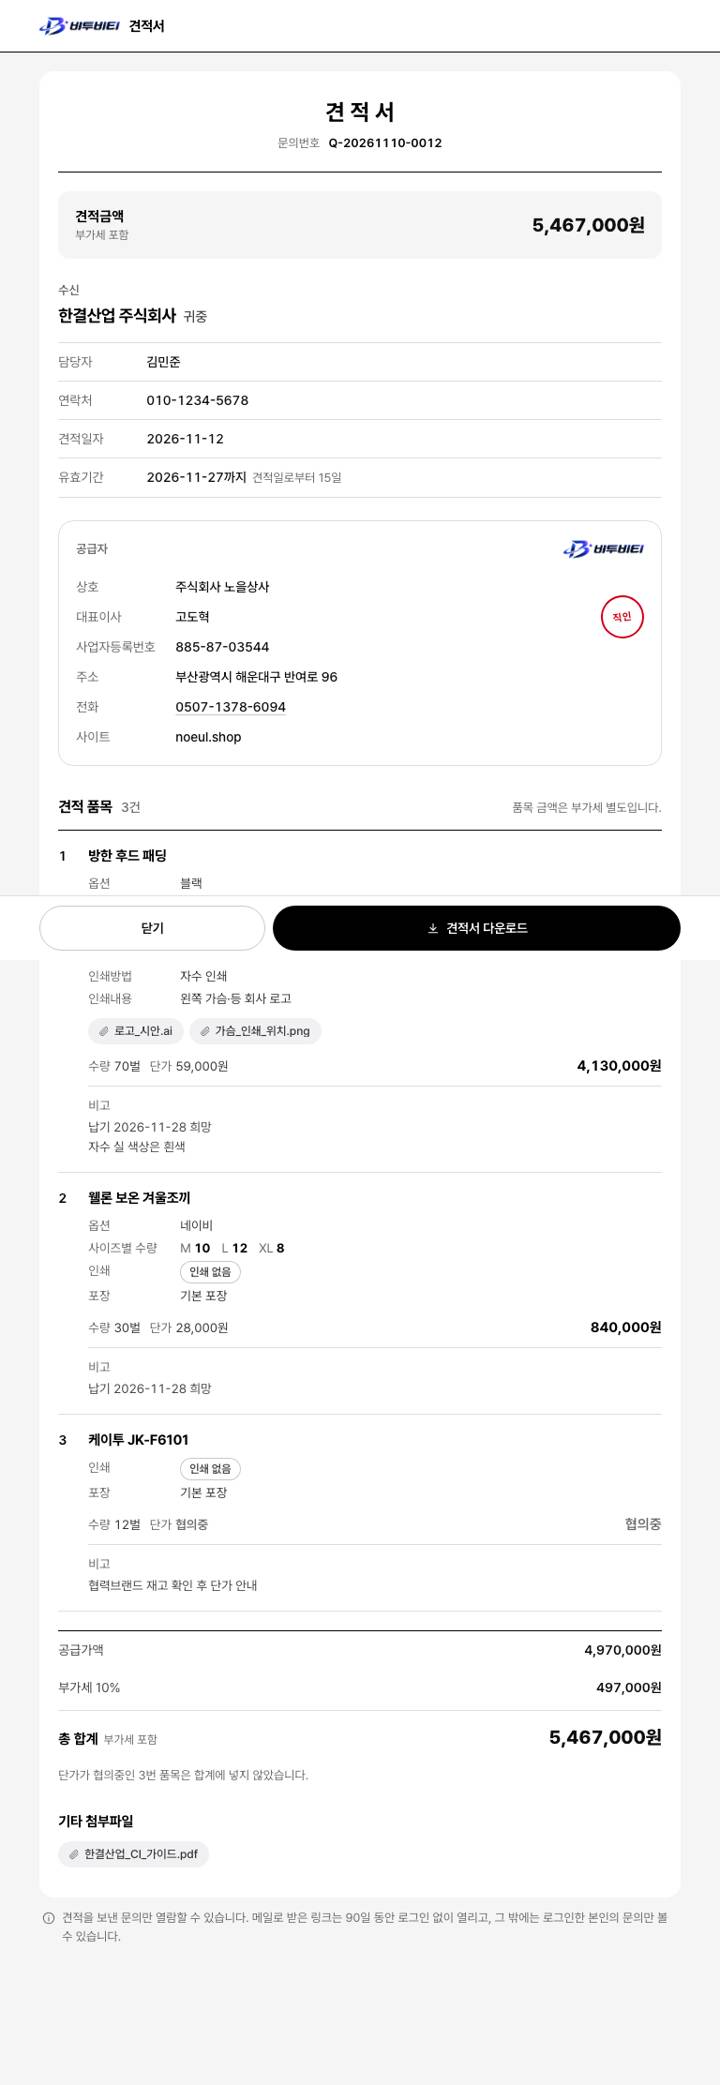 비투비티 견적서
견적서
문의번호 Q-20261110-0012
견적금액
부가세 포함
5,467,000원
수신
한결산업 주식회사 귀중
담당자 김민준
연락처 010-1234-5678
견적일자 2026-11-12
유효기간 2026-11-27까지 견적일로부터 15일
공급자 비투비티
상호 주식회사 노을상사
대표이사 고도혁
직인
사업자등록번호 885-87-03544
주소 부산광역시 해운대구 반여로 96
전화 0507-1378-6094
사이트 noeul.shop
견적 품목 3건 품목 금액은 부가세 별도입니다.
1 방한 후드 패딩
옵션 블랙
닫기 견적서 다운로드
인쇄방법 자수 인쇄
인쇄내용 왼쪽 가슴·등 회사 로고
로고_시안.ai 가슴_인쇄_위치.png
수량 70벌 단가 59,000원 4,130,000원
비고
납기 2026-11-28 희망
자수 실 색상은 흰색
2 웰론 보온 겨울조끼
옵션 네이비
사이즈별 수량 M 10 L 12 XL 8
인쇄 인쇄 없음
포장 기본 포장
수량 30벌 단가 28,000원 840,000원
비고
납기 2026-11-28 희망
3 케이투 JK-F6101
인쇄 인쇄 없음
포장 기본 포장
수량 12벌 단가 협의중 협의중
비고
협력브랜드 재고 확인 후 단가 안내
공급가액 4,970,000원
부가세 10% 497,000원
총 합계 부가세 포함 5,467,000원
단가가 협의중인 3번 품목은 합계에 넣지 않았습니다.
기타 첨부파일
한결산업_CI_가이드.pdf
견적을 보낸 문의만 열람할 수 있습니다. 메일로 받은 링크는 90일 동안 로그인 없이 열리고, 그 밖에는 로그인한 본인의 문의만 볼
수 있습니다.